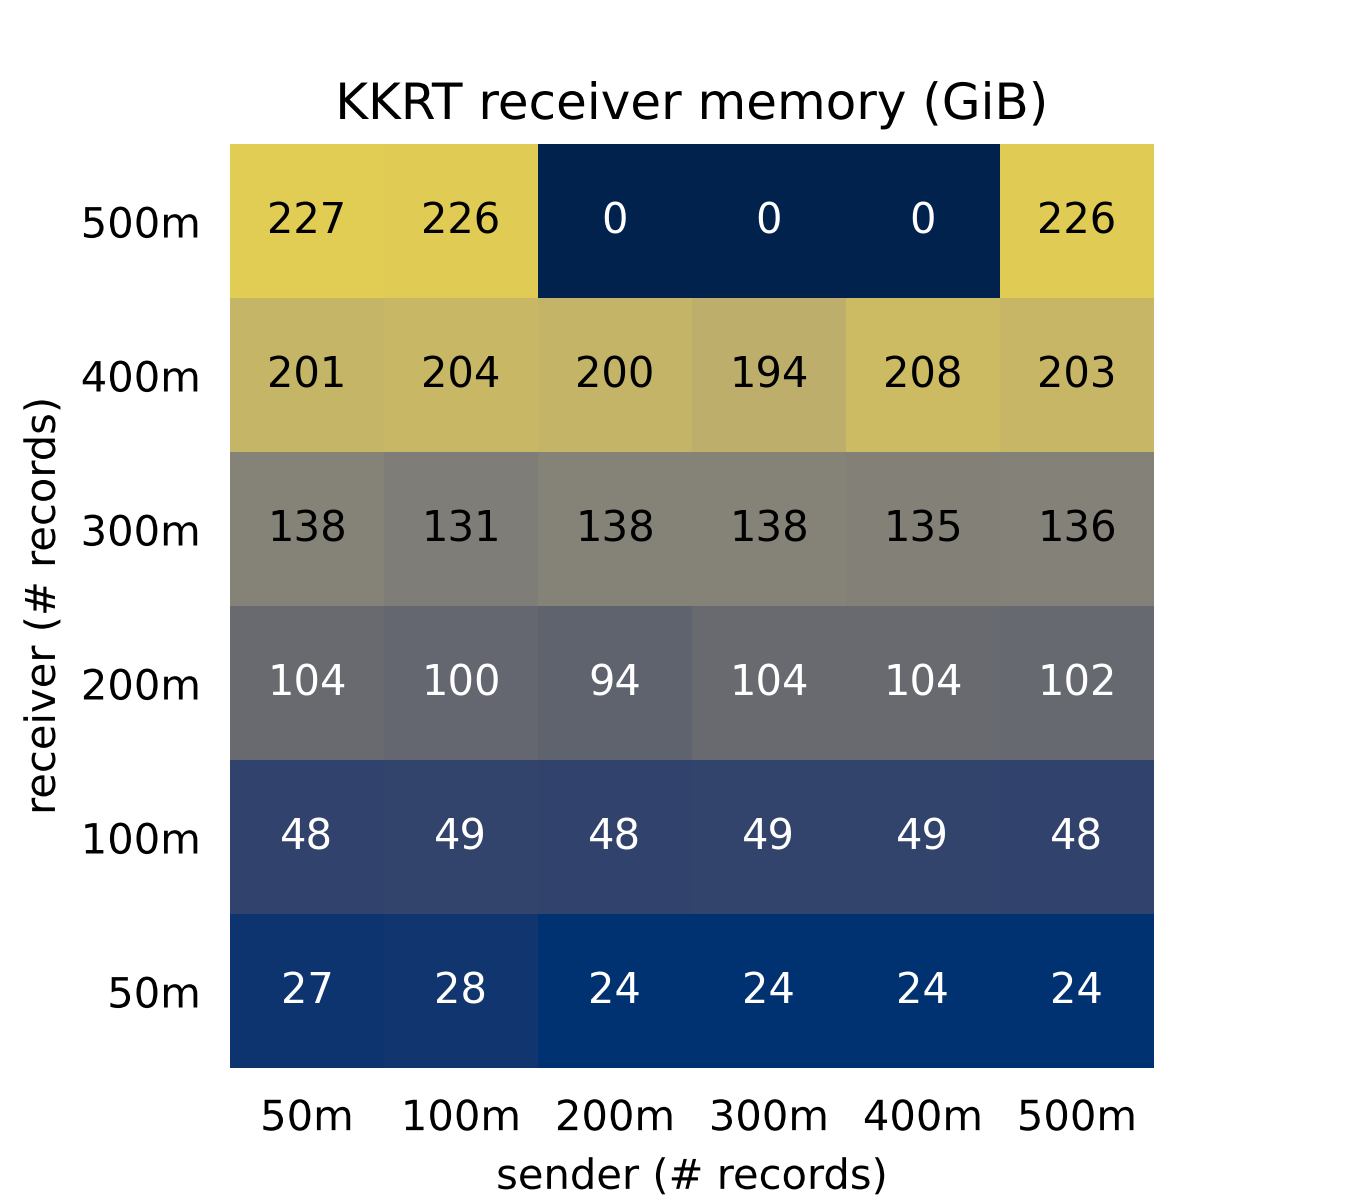 KKRT receiver memory (GiB)
500m 227 226 0 0 0 226
400m 201 204 200 194 208 203
300m 138 131 138 138 135 136
200m 104 100 94 104 104 102
100m 48 49 48 49 49 48
50m 27 28 24 24 24 24
receiver (# records)
50m 100m 200m 300m 400m 500m
sender (# records)